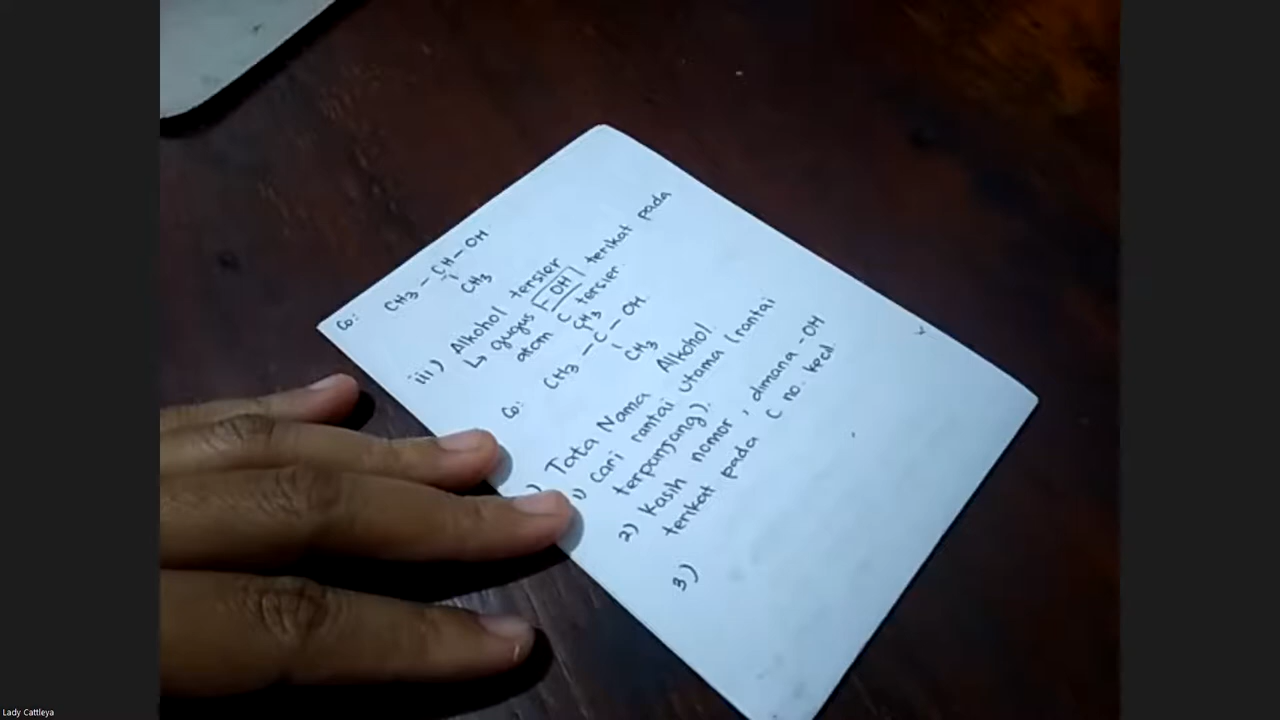 Co: CH3 - CH - OH
CH3
iii) Alkohol tersier
↳ gugus [-OH] terikat pada
atom C tersier.
CH3
Co: CH3 - C - OH
CH3
) Tata Nama Alkohol.
1) Cari rantai utama (rantai
terpanjang).
2) Kasih nomor, dimana -OH
terikat pada C no. kecil.
3)
Lady Cattleya